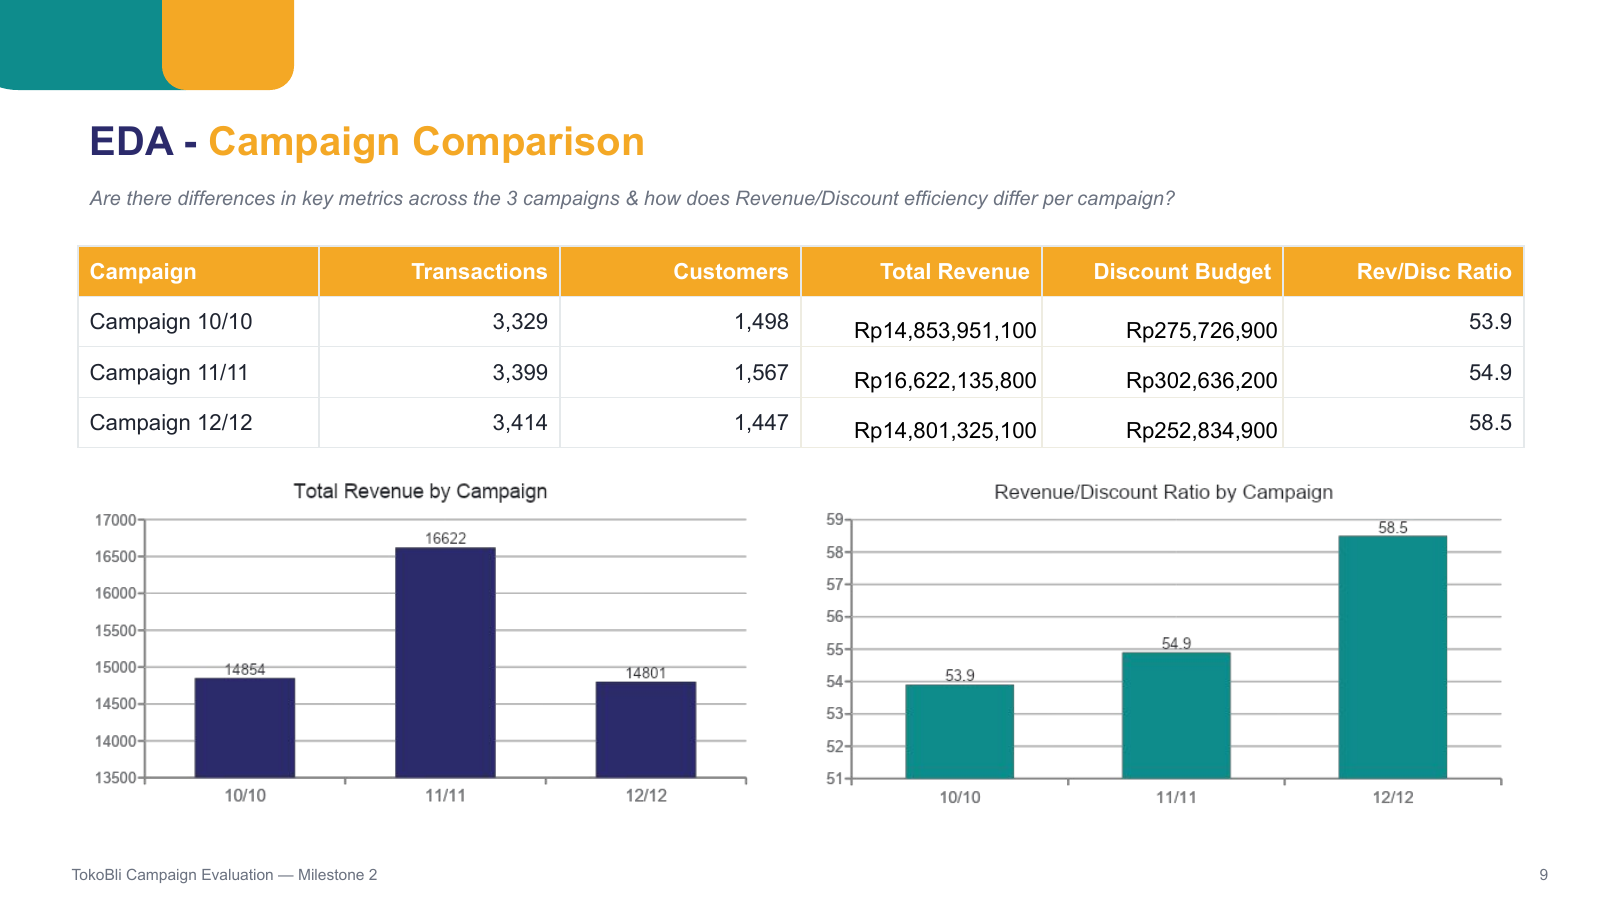 EDA - Campaign Comparison
Are there differences in key metrics across the 3 campaigns & how does Revenue/Discount efficiency differ per campaign?
Campaign Transactions Customers Total Revenue Discount Budget Rev/Disc Ratio
Campaign 10/10 3,329 1,498 Rp14,853,951,100 Rp275,726,900 53.9
Campaign 11/11 3,399 1,567 Rp16,622,135,800 Rp302,636,200 54.9
Campaign 12/12 3,414 1,447 Rp14,801,325,100 Rp252,834,900 58.5
Total Revenue by Campaign
17000
16500
16000
15500
15000
14500
14000
13500
14854
16622
14801
10/10 11/11 12/12
Revenue/Discount Ratio by Campaign
59
58
57
56
55
54
53
52
51
53.9
54.9
58.5
10/10 11/11 12/12
TokoBli Campaign Evaluation — Milestone 2
9